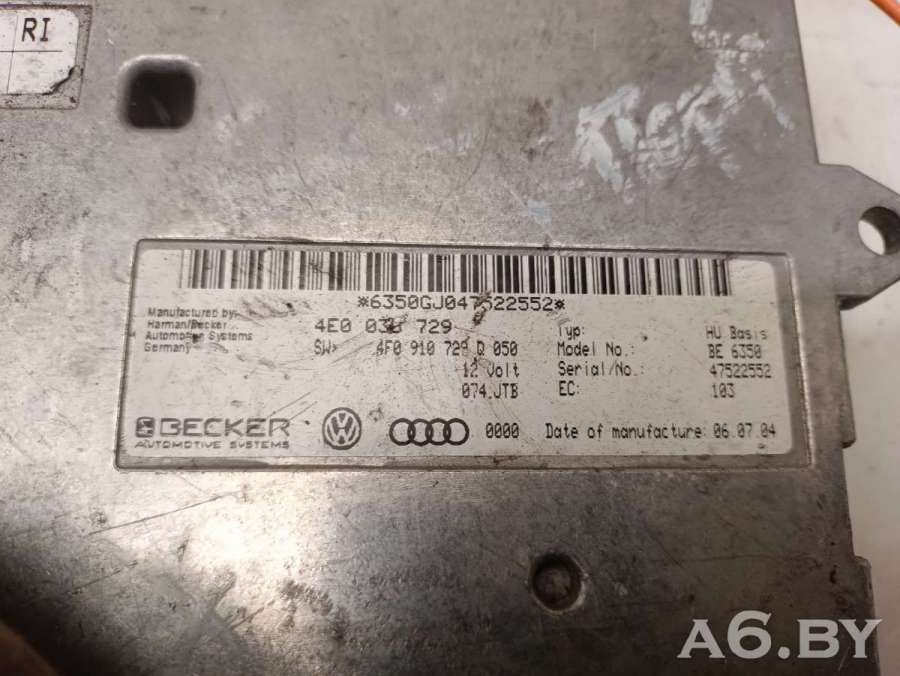 RI
*6350GJ047522552*
Manufactured by:
Harman/Becker
Automotive Systems
Germany
4E0 035 729
SW: 4F0 910 729 Q 050
12 Volt
074.JTB
Typ: HU Basis
Model No.: BE 6350
Serial/No.: 47522552
EC: 103
BECKER
AUTOMOTIVE SYSTEMS
VW
0000
Date of manufacture: 06.07.04
A6.BY